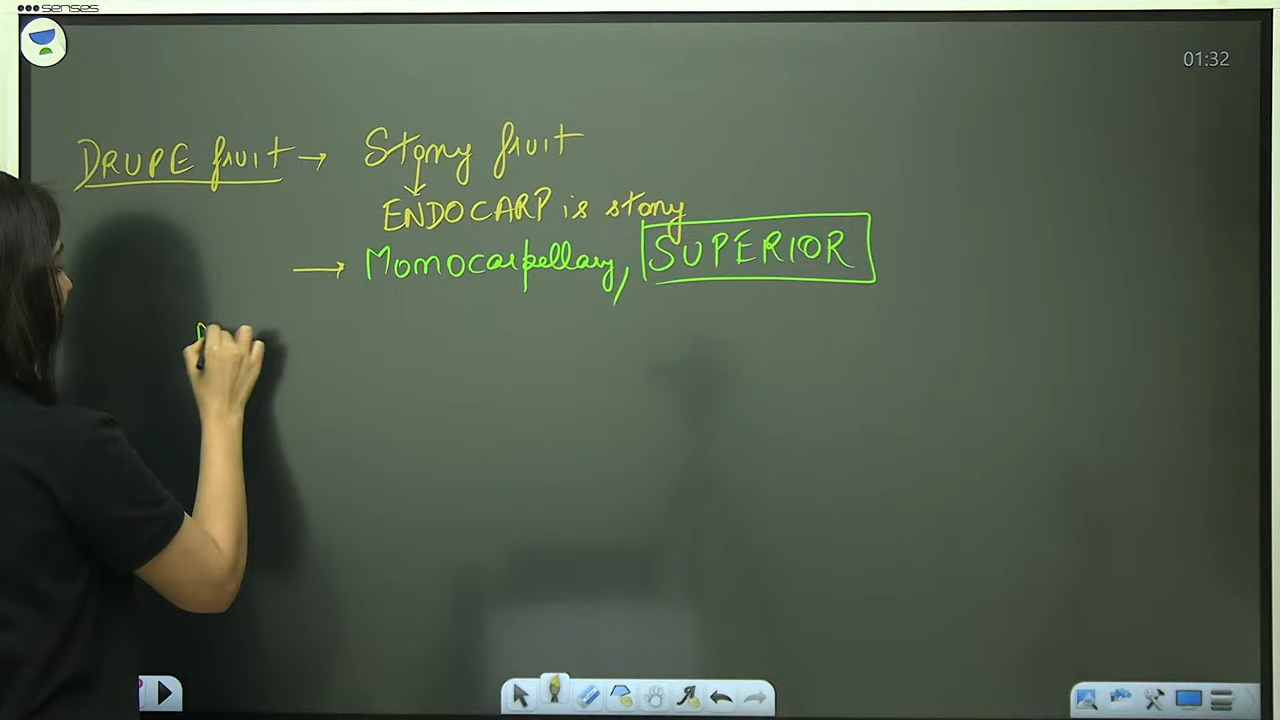 senses
01:32
DRUPE fruit → Stony fruit
ENDOCARP is stony
→ Monocarpellary, SUPERIOR